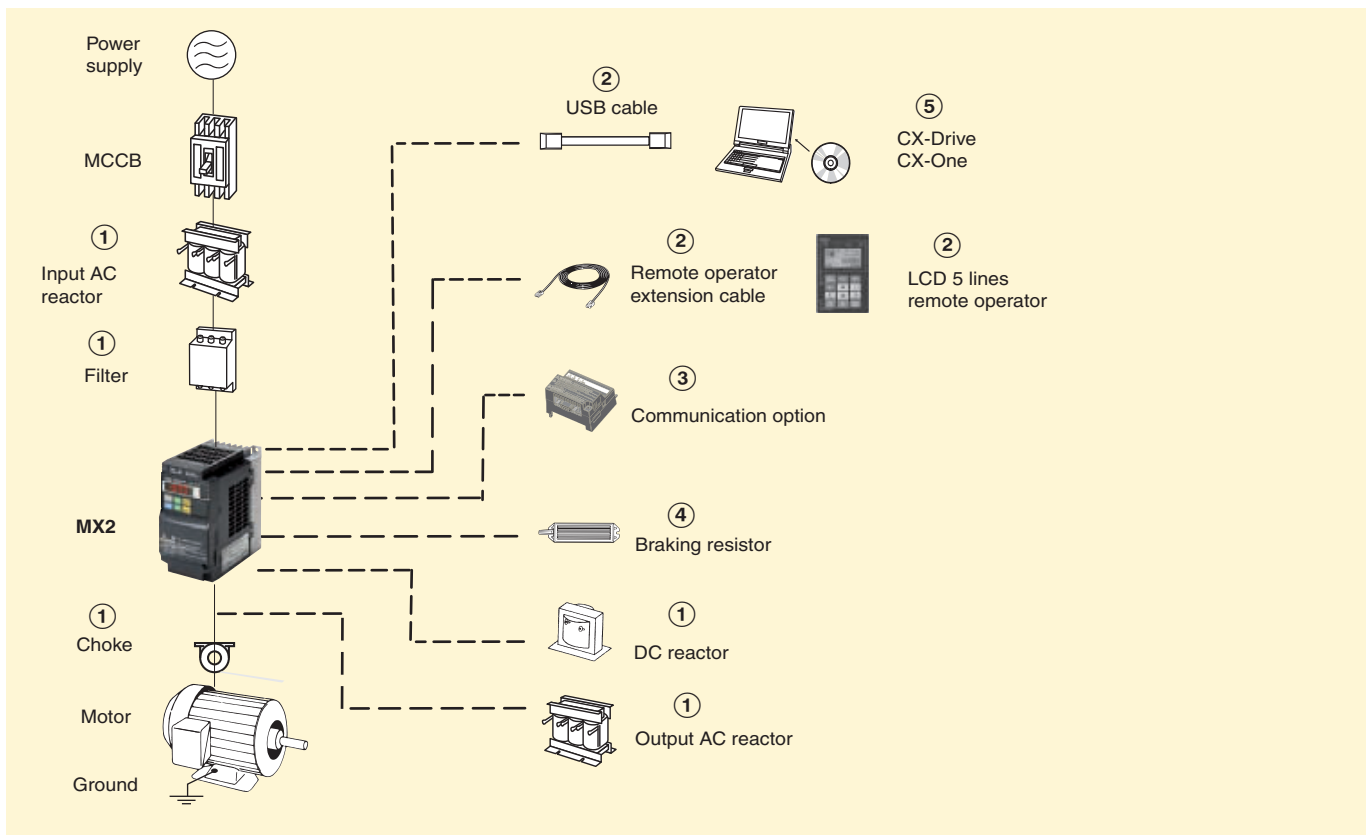 Power
supply
MCCB
1
Input AC
reactor
1
Filter
MX2
1
Choke
Motor
Ground
2
USB cable
5
CX-Drive
CX-One
2
Remote operator
extension cable
2
LCD 5 lines
remote operator
3
Communication option
4
Braking resistor
1
DC reactor
1
Output AC reactor